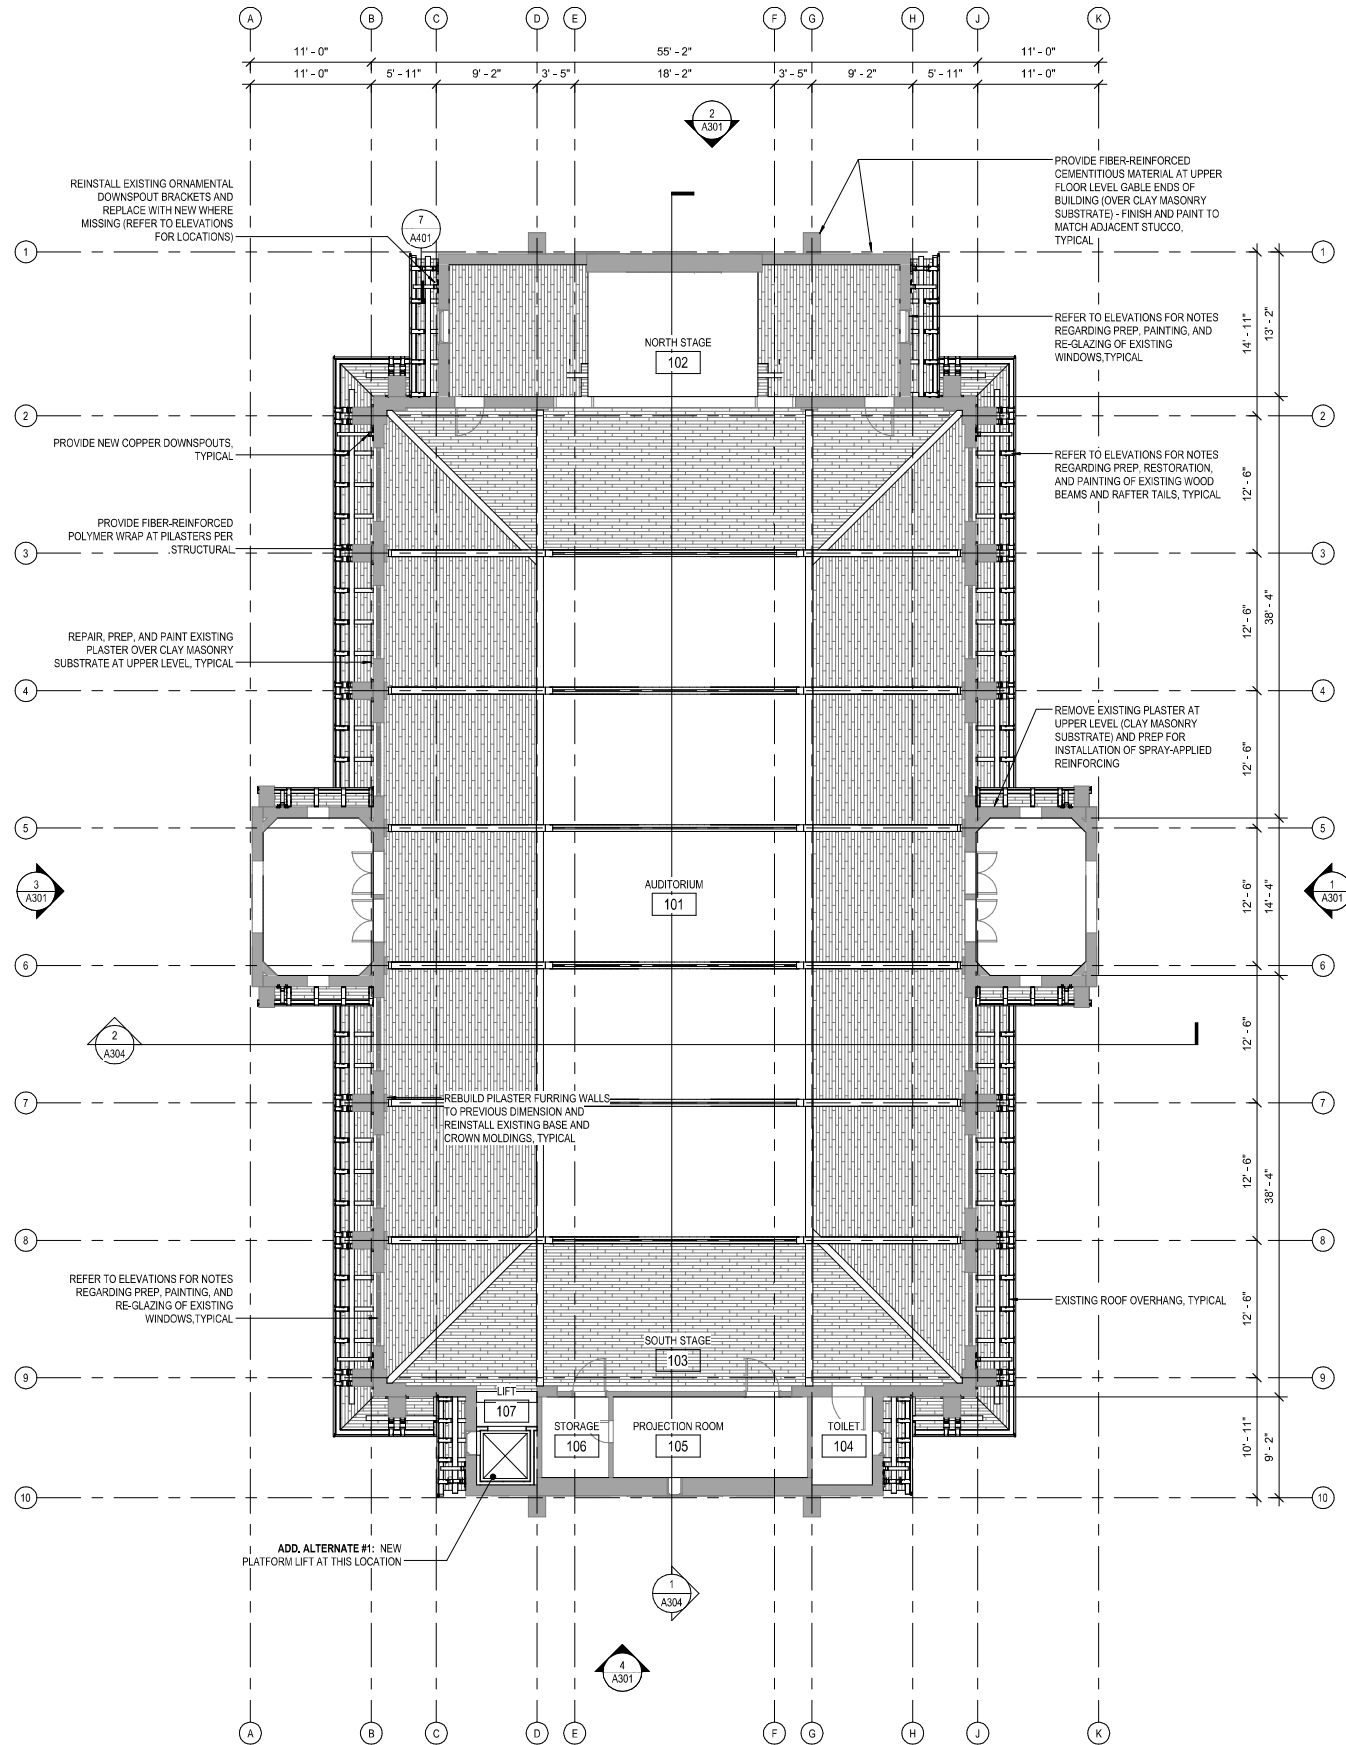 A B C D E F G H J K
11' - 0" 55' - 2" 11' - 0"
11' - 0" 5' - 11" 9' - 2" 3' - 5" 18' - 2" 3' - 5" 9' - 2" 5' - 11" 11' - 0"
2
A301
REINSTALL EXISTING ORNAMENTAL
DOWNSPOUT BRACKETS AND
REPLACE WITH NEW WHERE
MISSING (REFER TO ELEVATIONS
FOR LOCATIONS)
7
A401
PROVIDE FIBER-REINFORCED
CEMENTITIOUS MATERIAL AT UPPER
FLOOR LEVEL GABLE ENDS OF
BUILDING (OVER CLAY MASONRY
SUBSTRATE) - FINISH AND PAINT TO
MATCH ADJACENT STUCCO,
TYPICAL
1 1
14' - 11"
13' - 2"
REFER TO ELEVATIONS FOR NOTES
REGARDING PREP, PAINTING, AND
RE-GLAZING OF EXISTING
WINDOWS,TYPICAL
NORTH STAGE
102
2 2
PROVIDE NEW COPPER DOWNSPOUTS,
TYPICAL
REFER TO ELEVATIONS FOR NOTES
REGARDING PREP, RESTORATION,
AND PAINTING OF EXISTING WOOD
BEAMS AND RAFTER TAILS, TYPICAL
12' - 6"
PROVIDE FIBER-REINFORCED
POLYMER WRAP AT PILASTERS PER
STRUCTURAL
3 3
12' - 6"
38' - 4"
REPAIR, PREP, AND PAINT EXISTING
PLASTER OVER CLAY MASONRY
SUBSTRATE AT UPPER LEVEL, TYPICAL
4 4
REMOVE EXISTING PLASTER AT
UPPER LEVEL (CLAY MASONRY
SUBSTRATE) AND PREP FOR
INSTALLATION OF SPRAY-APPLIED
REINFORCING
12' - 6"
5 5
3
A301
AUDITORIUM
101
12' - 6"
14' - 4"
1
A301
6 6
2
A304
12' - 6"
7 7
REBUILD PILASTER FURRING WALLS
TO PREVIOUS DIMENSION AND
REINSTALL EXISTING BASE AND
CROWN MOLDINGS, TYPICAL
12' - 6"
38' - 4"
8 8
REFER TO ELEVATIONS FOR NOTES
REGARDING PREP, PAINTING, AND
RE-GLAZING OF EXISTING
WINDOWS,TYPICAL
EXISTING ROOF OVERHANG, TYPICAL
12' - 6"
SOUTH STAGE
103
9 9
LIFT
107
STORAGE
106
PROJECTION ROOM
105
TOILET
104
10' - 11"
9' - 2"
10 10
ADD. ALTERNATE #1: NEW
PLATFORM LIFT AT THIS LOCATION
1
A304
4
A301
A B C D E F G H J K